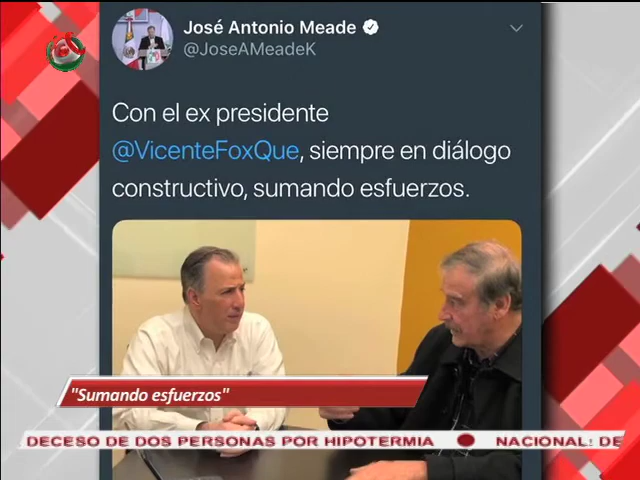 José Antonio Meade
@JoseAMeadeK
Con el ex presidente
@VicenteFoxQue, siempre en diálogo
constructivo, sumando esfuerzos.
"Sumando esfuerzos"
DECESO DE DOS PERSONAS POR HIPOTERMIA NACIONAL: DE